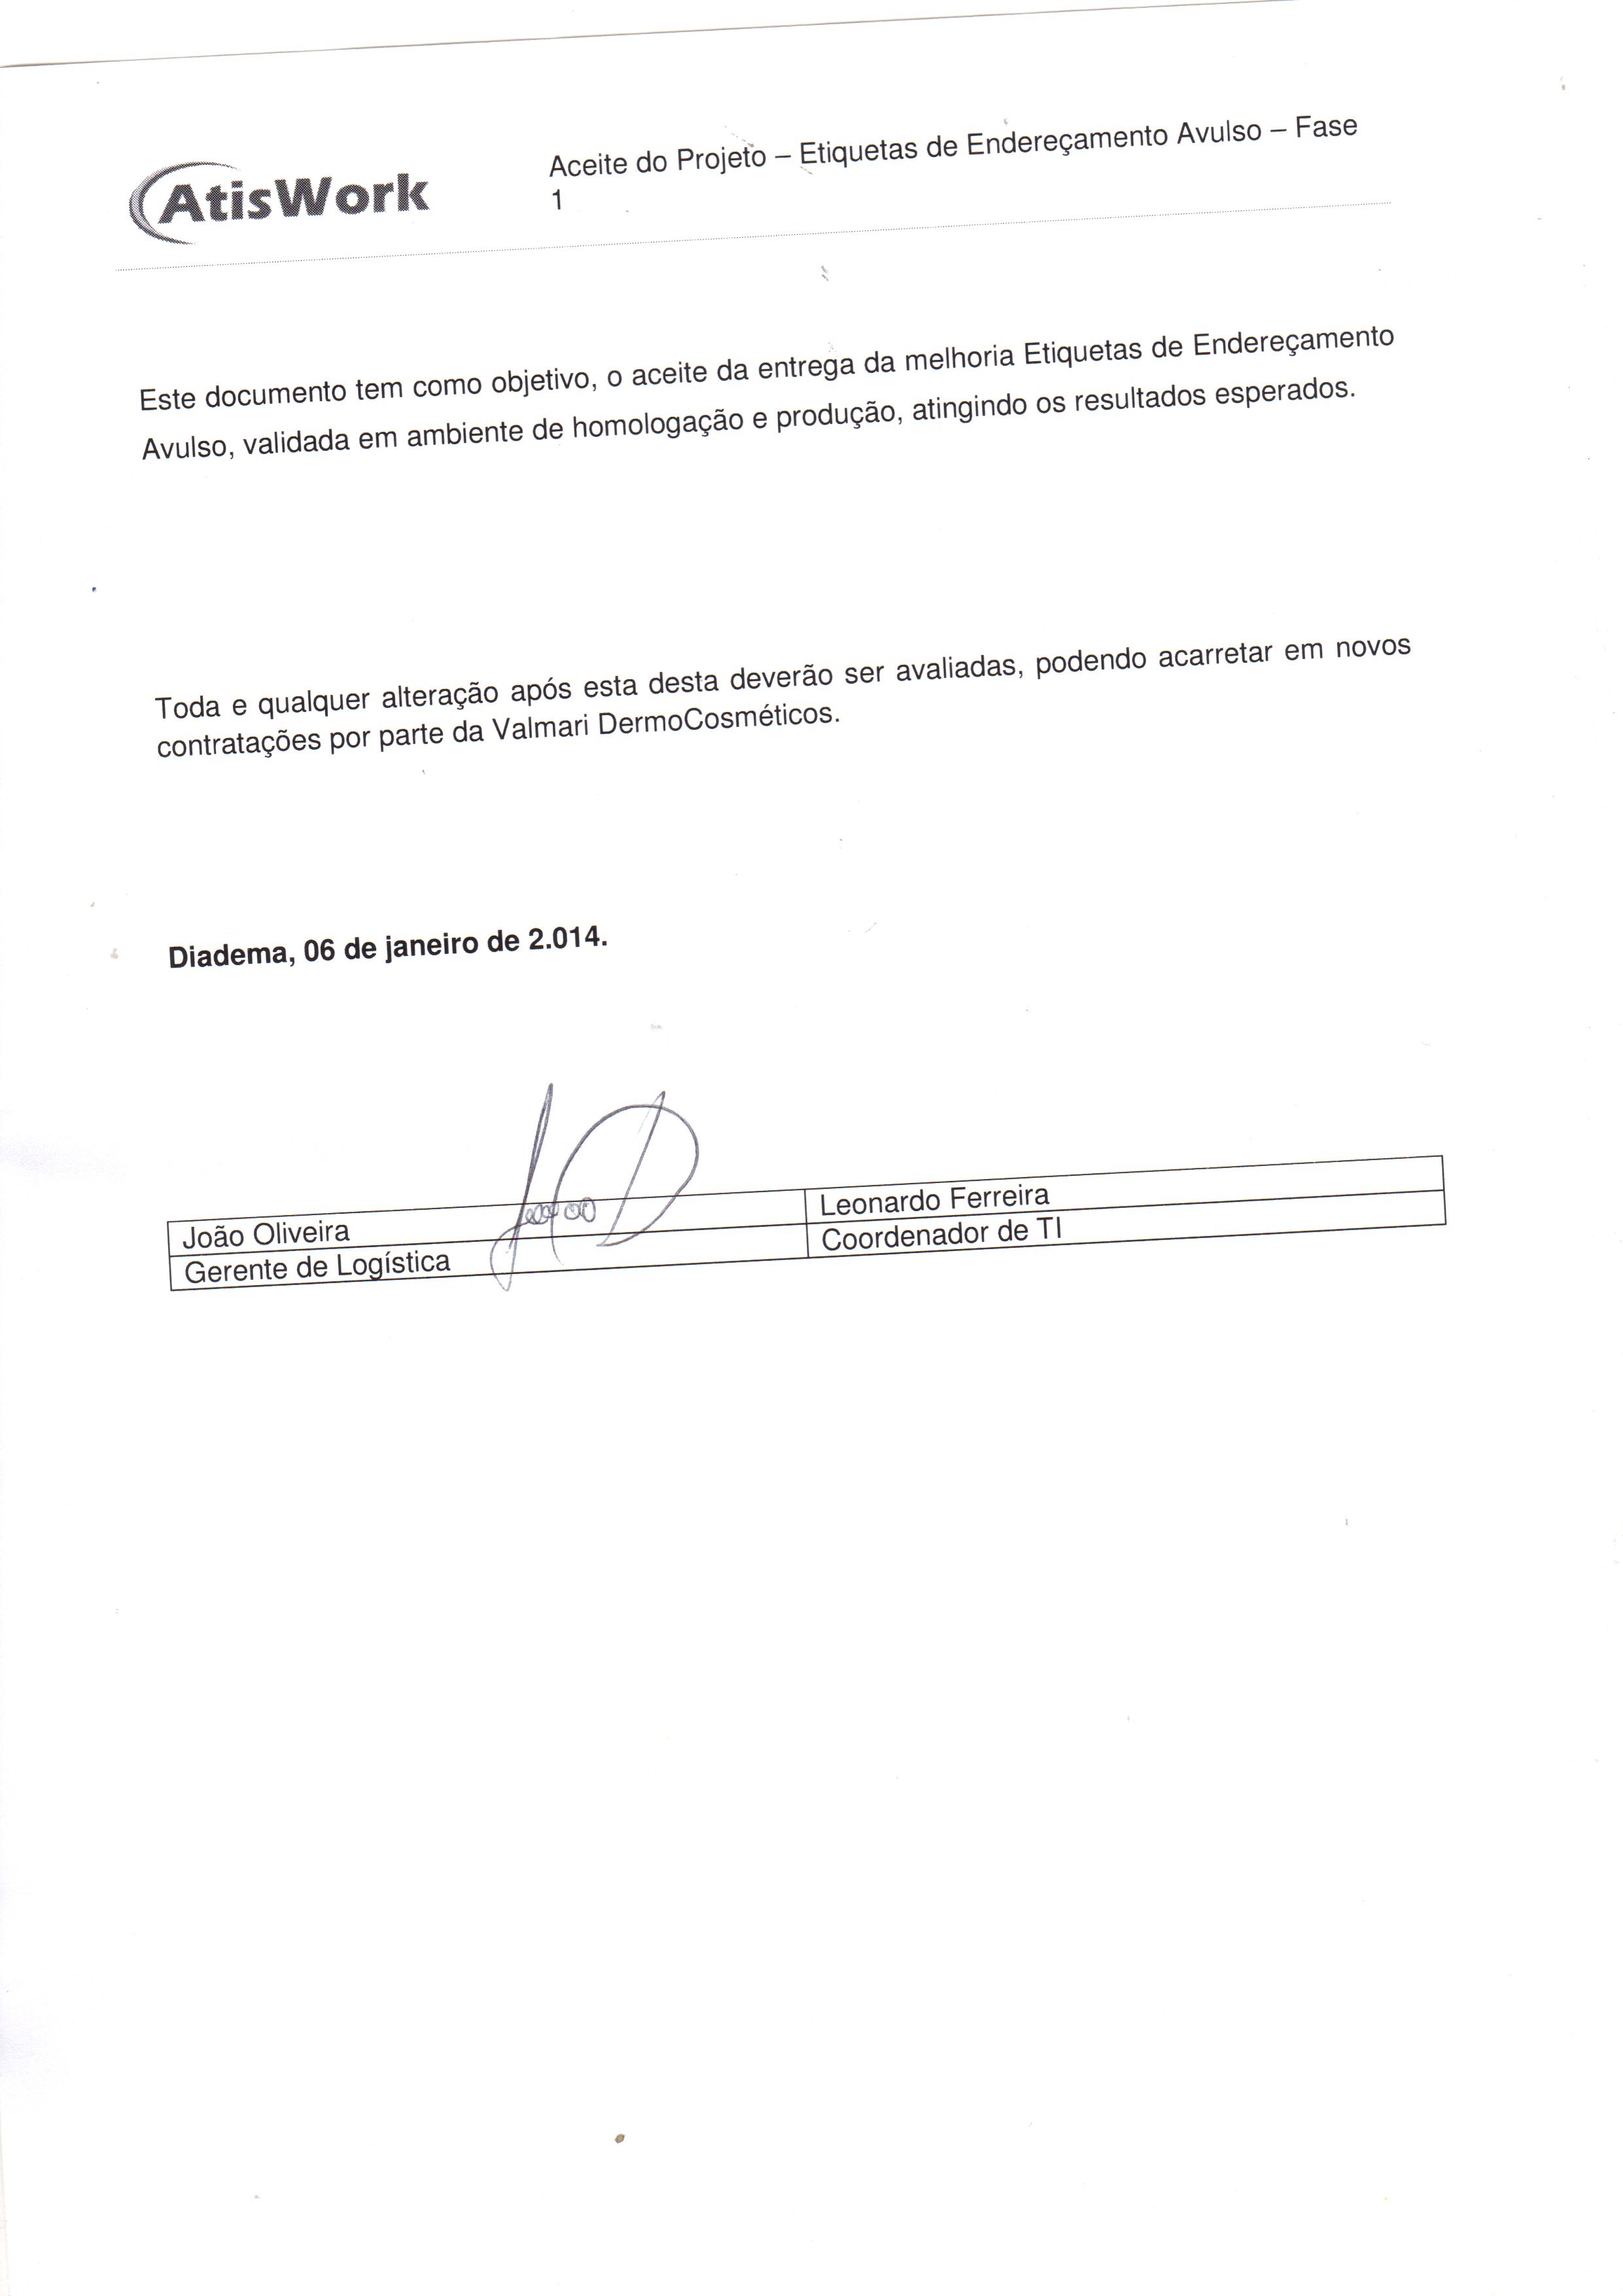 AtisWork
Aceite do Projeto – Etiquetas de Endereçamento Avulso – Fase
1
Este documento tem como objetivo, o aceite da entrega da melhoria Etiquetas de Endereçamento
Avulso, validada em ambiente de homologação e produção, atingindo os resultados esperados.
Toda e qualquer alteração após esta desta deverão ser avaliadas, podendo acarretar em novos
contratações por parte da Valmari DermoCosméticos.
Diadema, 06 de janeiro de 2.014.
João Oliveira
Leonardo Ferreira
Gerente de Logística
Coordenador de TI